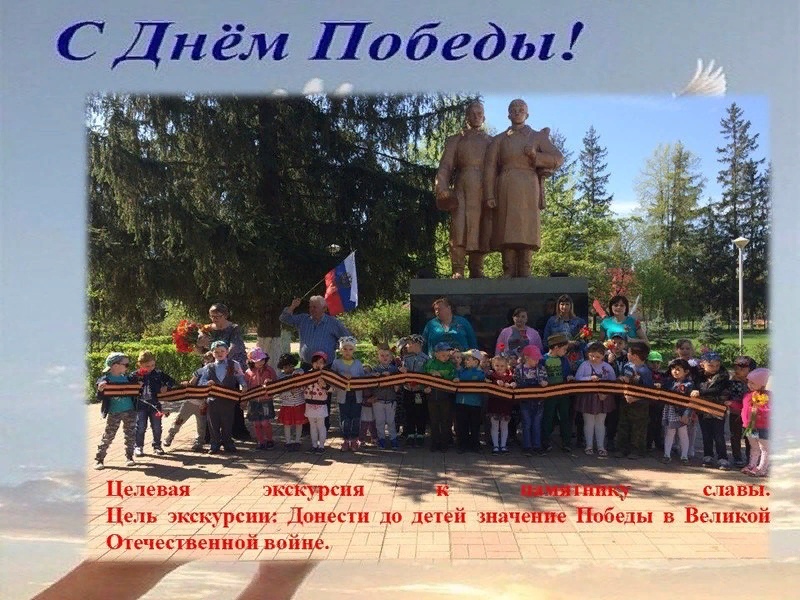 С Днём Победы!
Целевая экскурсия к памятнику славы.
Цель экскурсии: Донести до детей значение Победы в Великой
Отечественной войне.